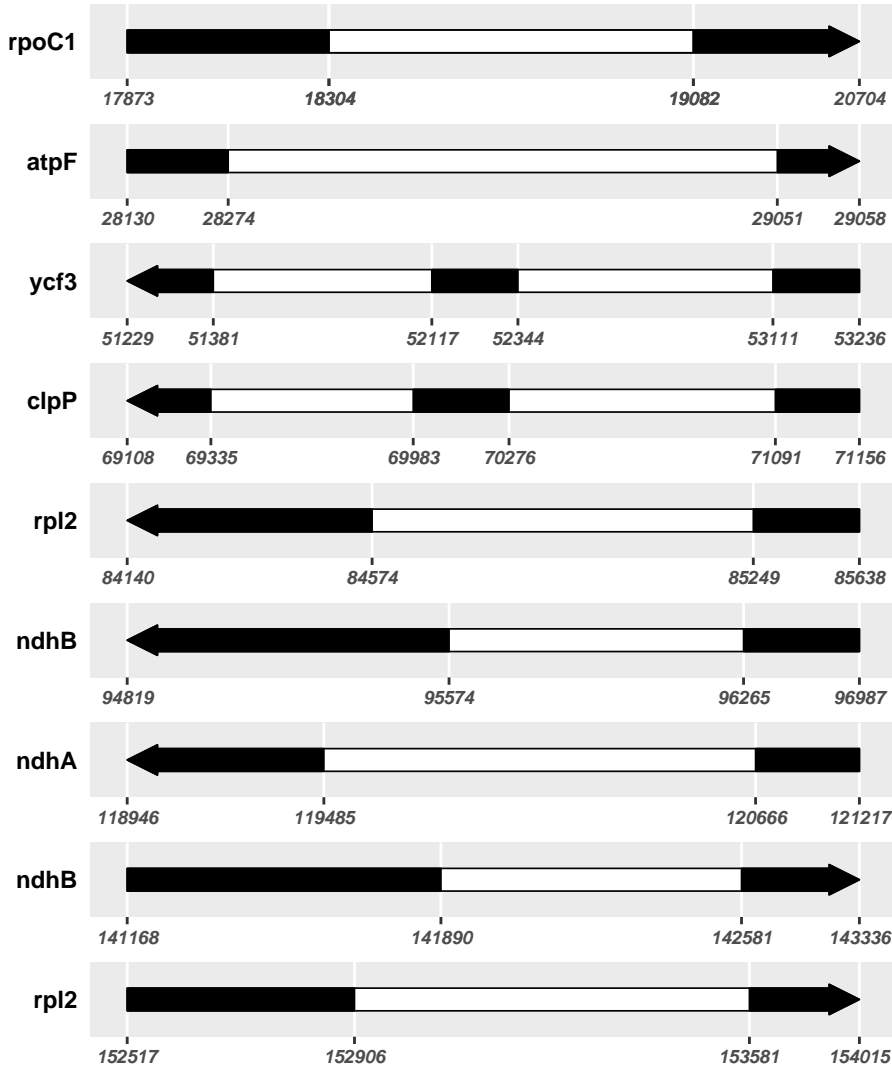 rpoC1
17873 18304 19082 20704
atpF
28130 28274 29051 29058
ycf3
51229 51381 52117 52344 53111 53236
clpP
69108 69335 69983 70276 71091 71156
rpl2
84140 84574 85249 85638
ndhB
94819 95574 96265 96987
ndhA
118946 119485 120666 121217
ndhB
141168 141890 142581 143336
rpl2
152517 152906 153581 154015